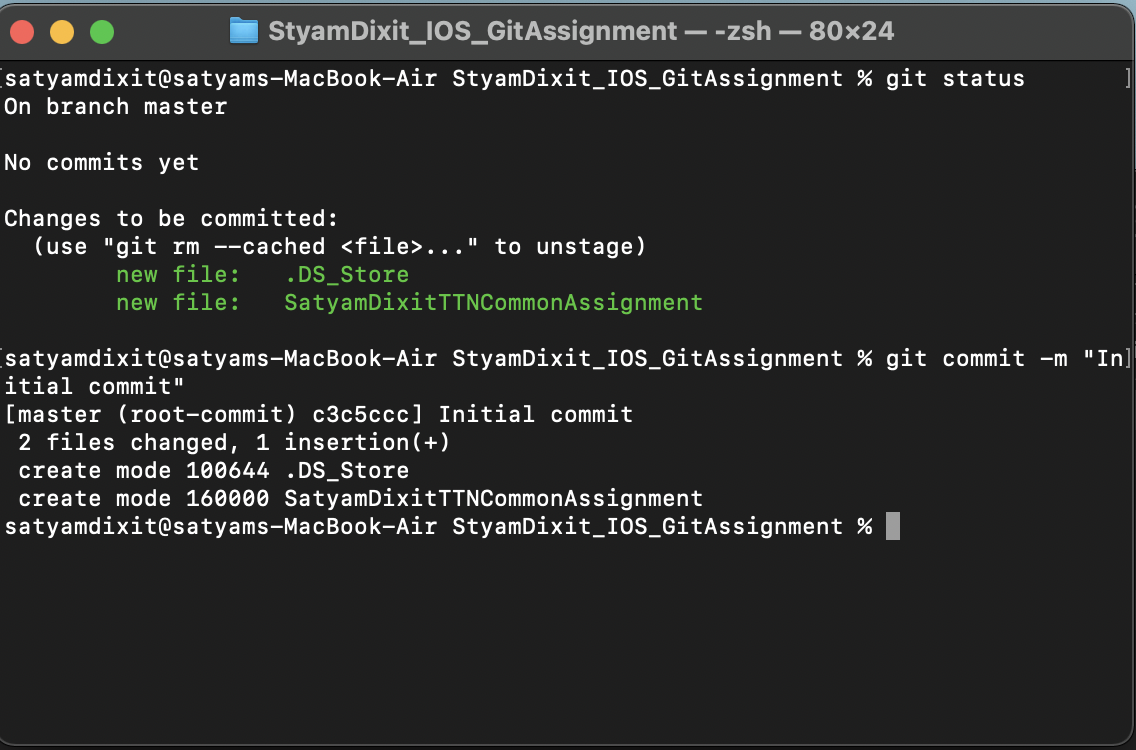 StyamDixit_IOS_GitAssignment — -zsh — 80×24
[satyamdixit@satyams-MacBook-Air StyamDixit_IOS_GitAssignment % git status ]
On branch master
No commits yet
Changes to be committed:
(use "git rm --cached <file>..." to unstage)
new file: .DS_Store
new file: SatyamDixitTTNCommonAssignment
[satyamdixit@satyams-MacBook-Air StyamDixit_IOS_GitAssignment % git commit -m "In]
itial commit"
[master (root-commit) c3c5ccc] Initial commit
2 files changed, 1 insertion(+)
create mode 100644 .DS_Store
create mode 160000 SatyamDixitTTNCommonAssignment
satyamdixit@satyams-MacBook-Air StyamDixit_IOS_GitAssignment %